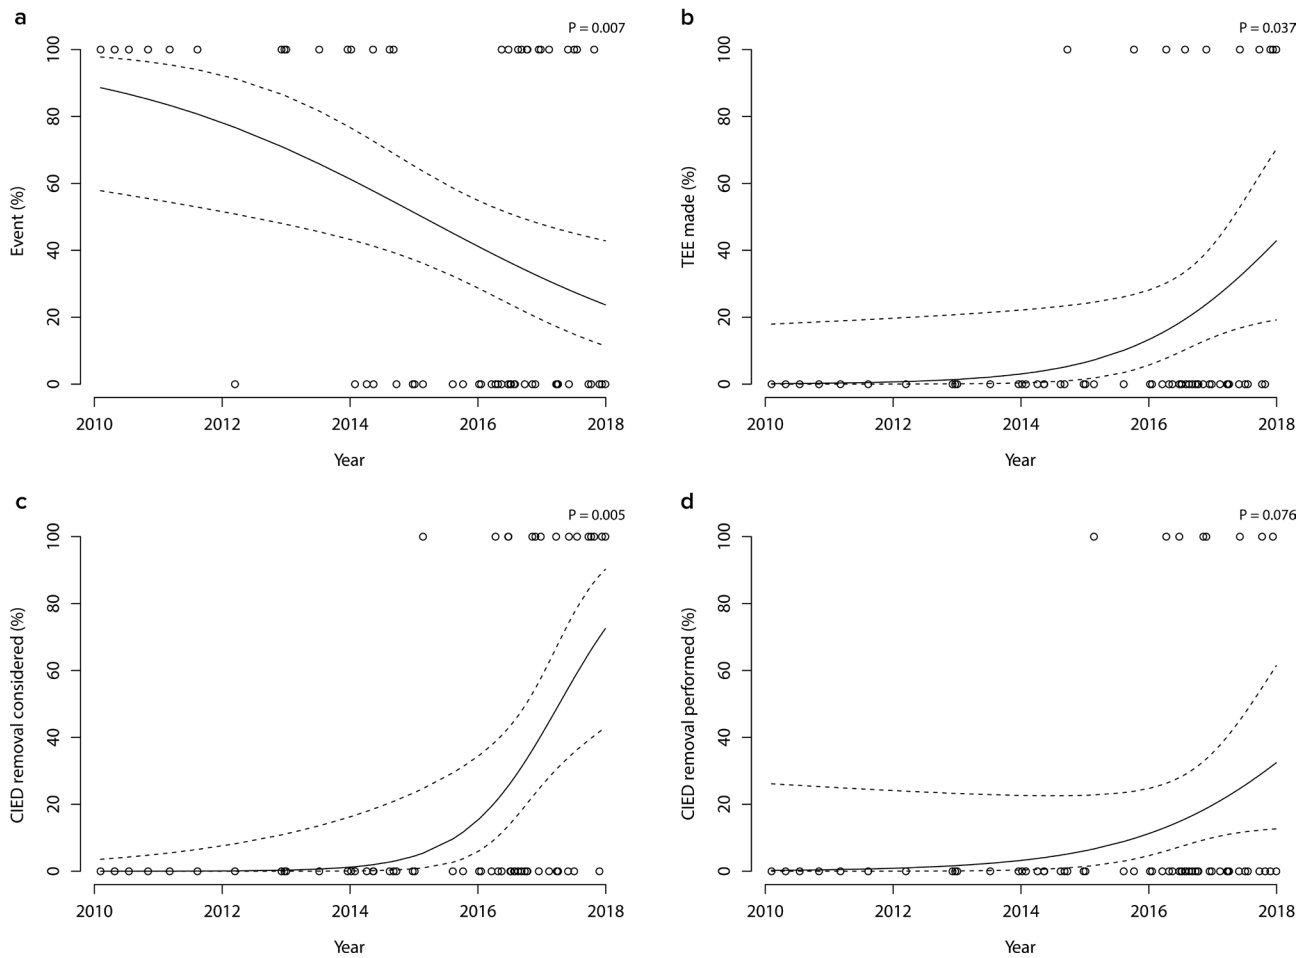 a
P = 0.007
Event (%)
100
80
60
40
20
0
2010 2012 2014 2016 2018
Year
b
P = 0.037
TEE made (%)
100
80
60
40
20
0
2010 2012 2014 2016 2018
Year
c
P = 0.005
CIED removal considered (%)
100
80
60
40
20
0
2010 2012 2014 2016 2018
Year
d
P = 0.076
CIED removal performed (%)
100
80
60
40
20
0
2010 2012 2014 2016 2018
Year